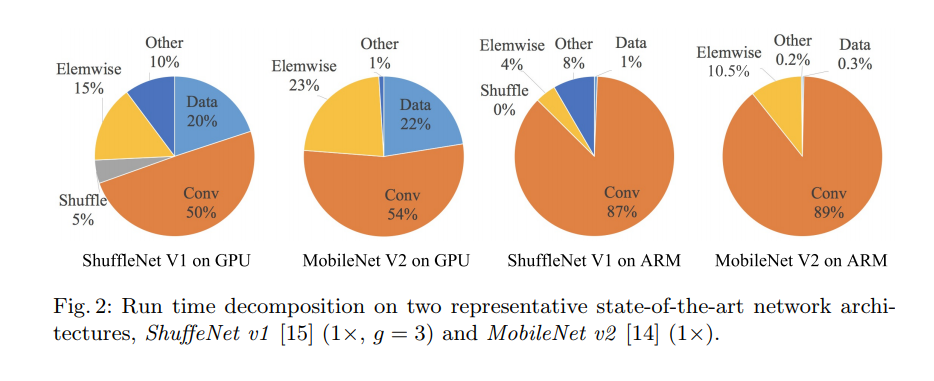 Other
10%
Elemwise
15%
Data
20%
Conv
50%
Shuffle
5%
ShuffleNet V1 on GPU
Other
1%
Elemwise
23%
Data
22%
Conv
54%
MobileNet V2 on GPU
Elemwise
4%
Other
8%
Data
1%
Shuffle
0%
Conv
87%
ShuffleNet V1 on ARM
Elemwise
10.5%
Other
0.2%
Data
0.3%
Conv
89%
MobileNet V2 on ARM
Fig. 2: Run time decomposition on two representative state-of-the-art network archi-
tectures, ShuffeNet v1 [15] (1×, g = 3) and MobileNet v2 [14] (1×).